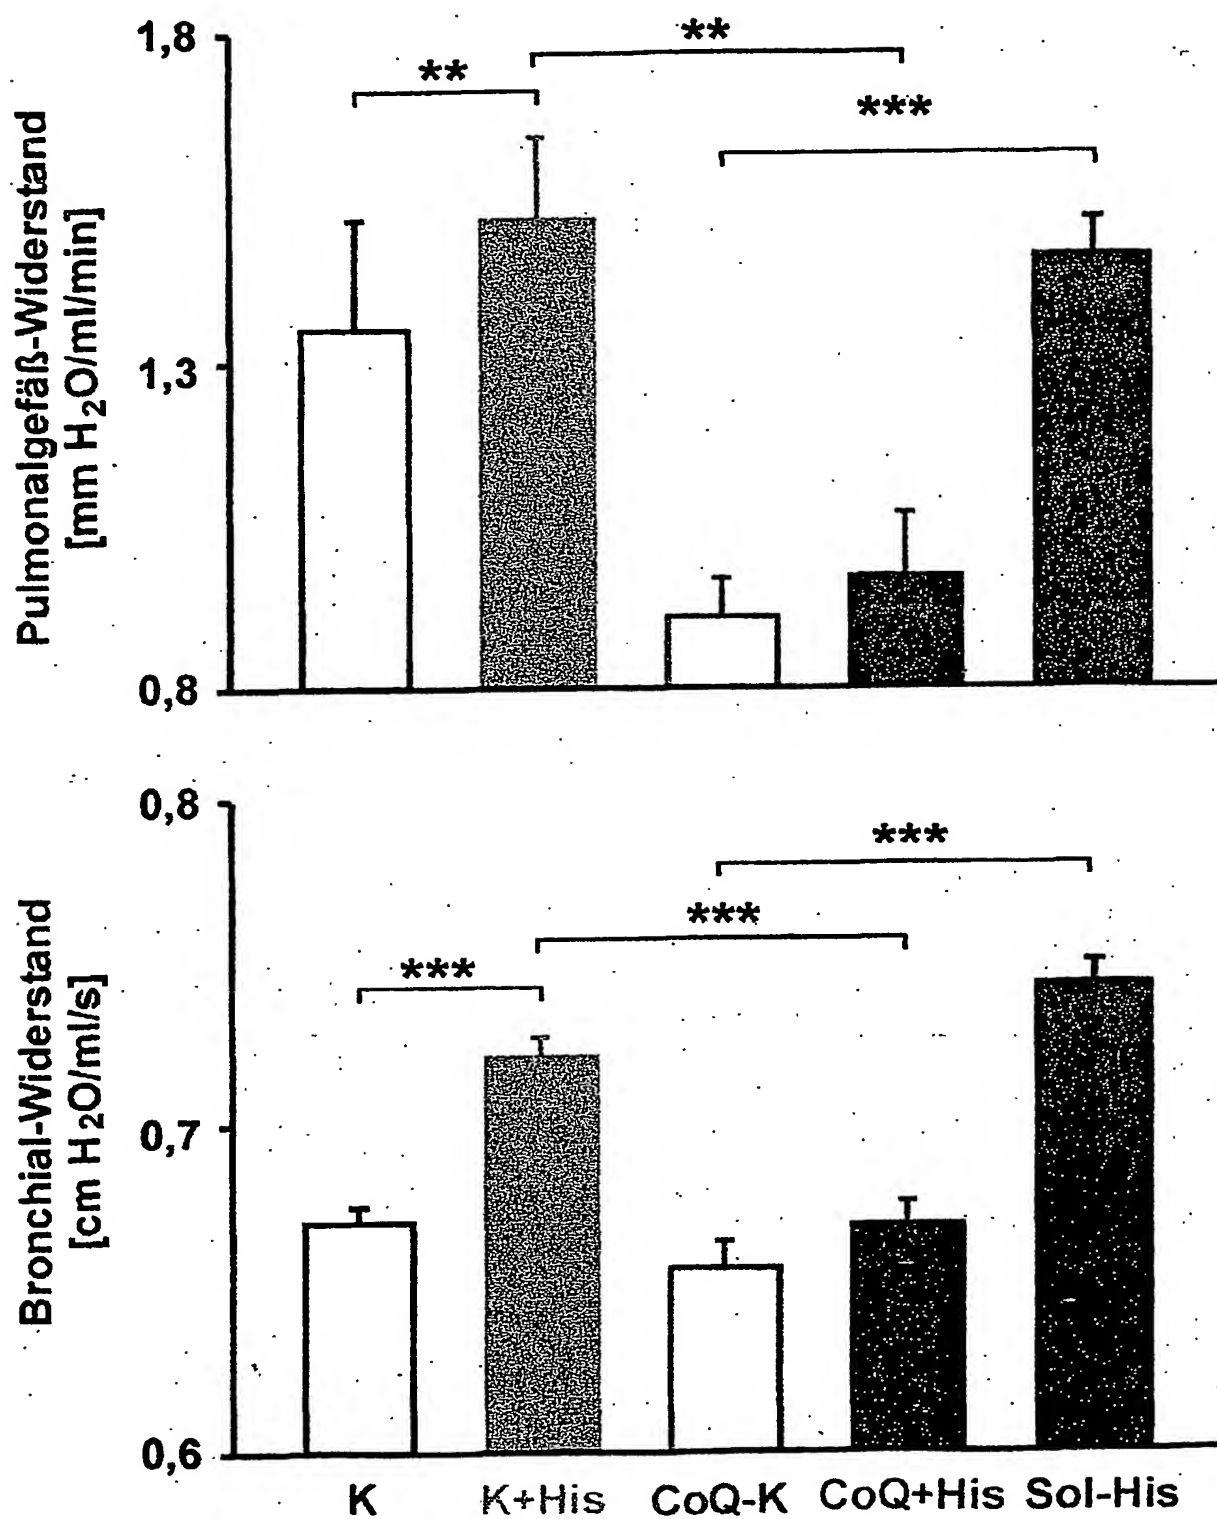 1,8
**
**
***
1,3
0,8
Pulmonalgefäß-Widerstand
[mm H₂O/ml/min]
0,8
***
***
***
0,7
0,6
Bronchial-Widerstand
[cm H₂O/ml/s]
K K+His CoQ-K CoQ+His Sol-His